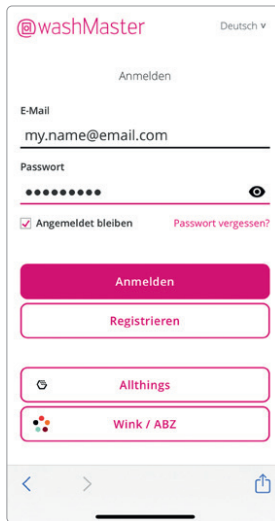 @washMaster
Deutsch
Anmelden
E-Mail
my.name@email.com
Passwort
•••••••••
Angemeldet bleiben
Passwort vergessen?
Anmelden
Registrieren
Allthings
Wink / ABZ